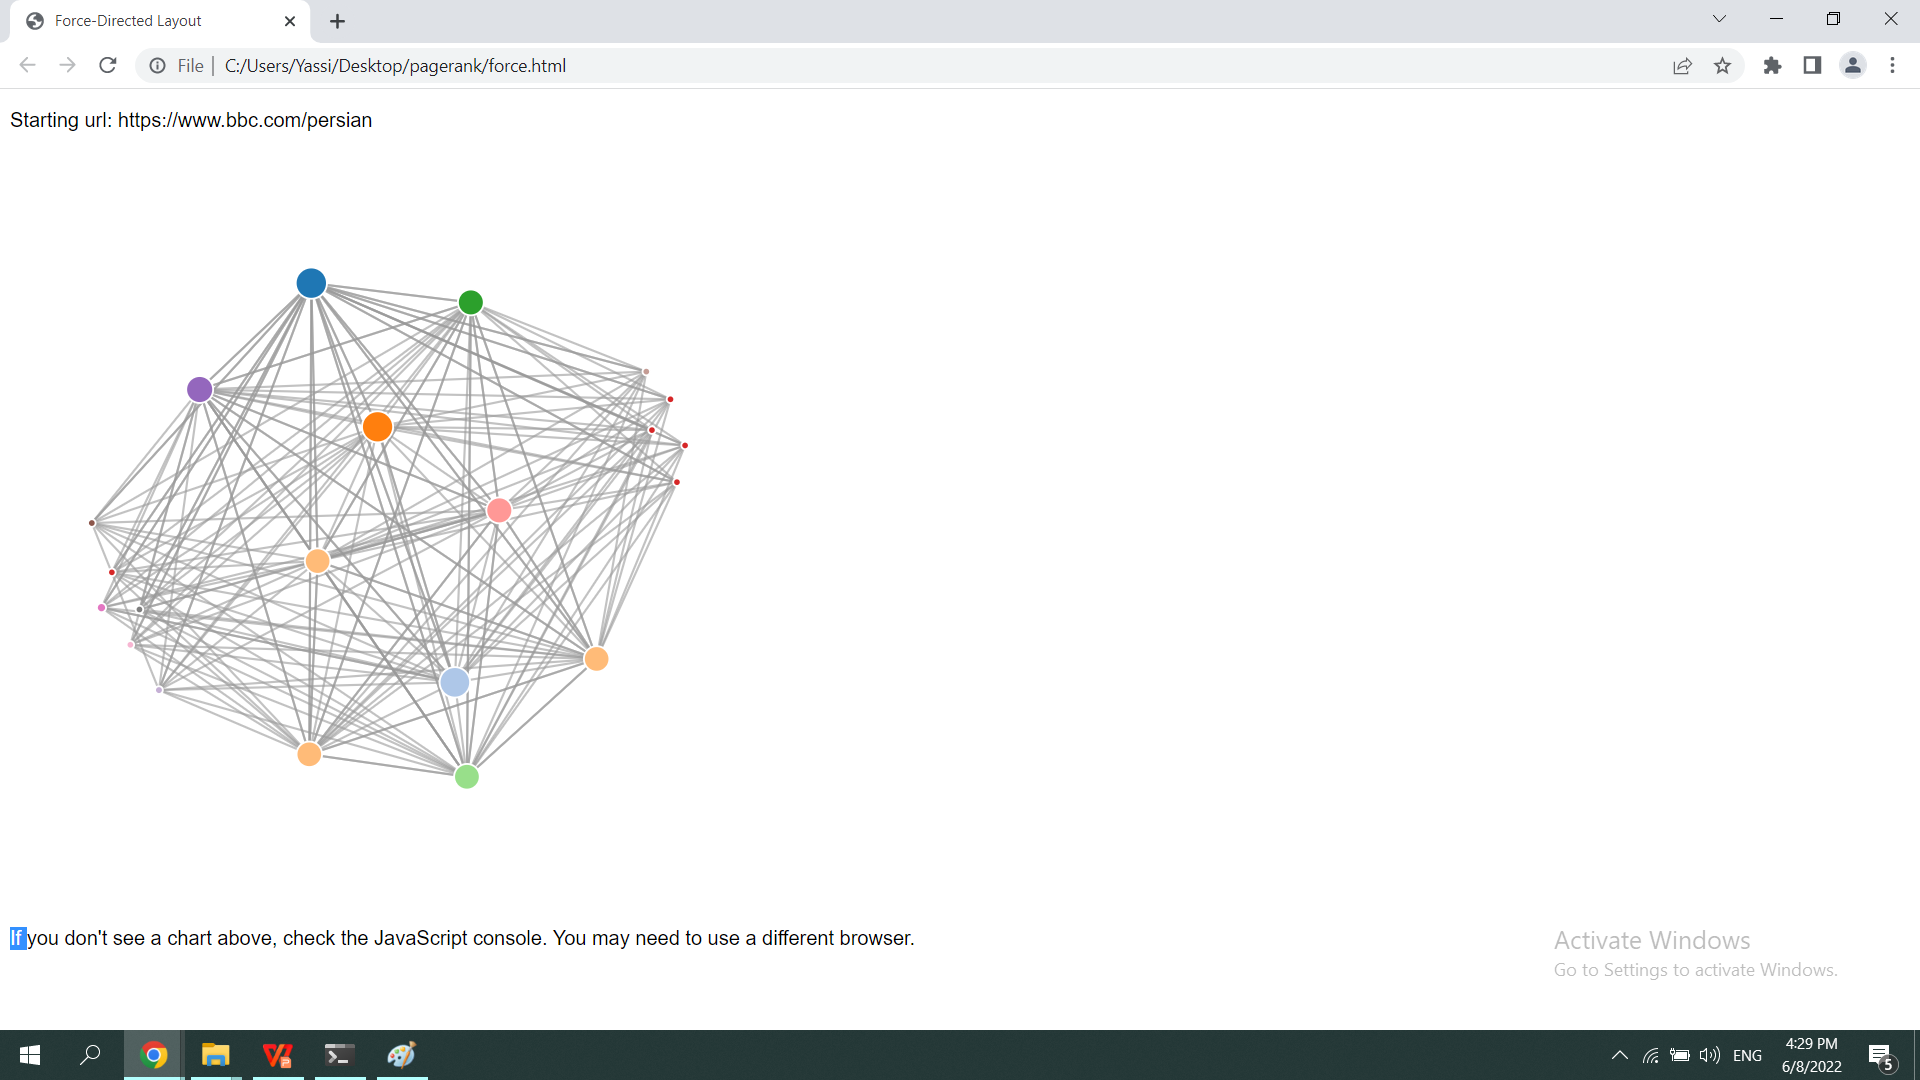 Force-Directed Layout
File | C:/Users/Yassi/Desktop/pagerank/force.html
Starting url: https://www.bbc.com/persian
If you don't see a chart above, check the JavaScript console. You may need to use a different browser.
Activate Windows
Go to Settings to activate Windows.
ENG
4:29 PM
6/8/2022
5